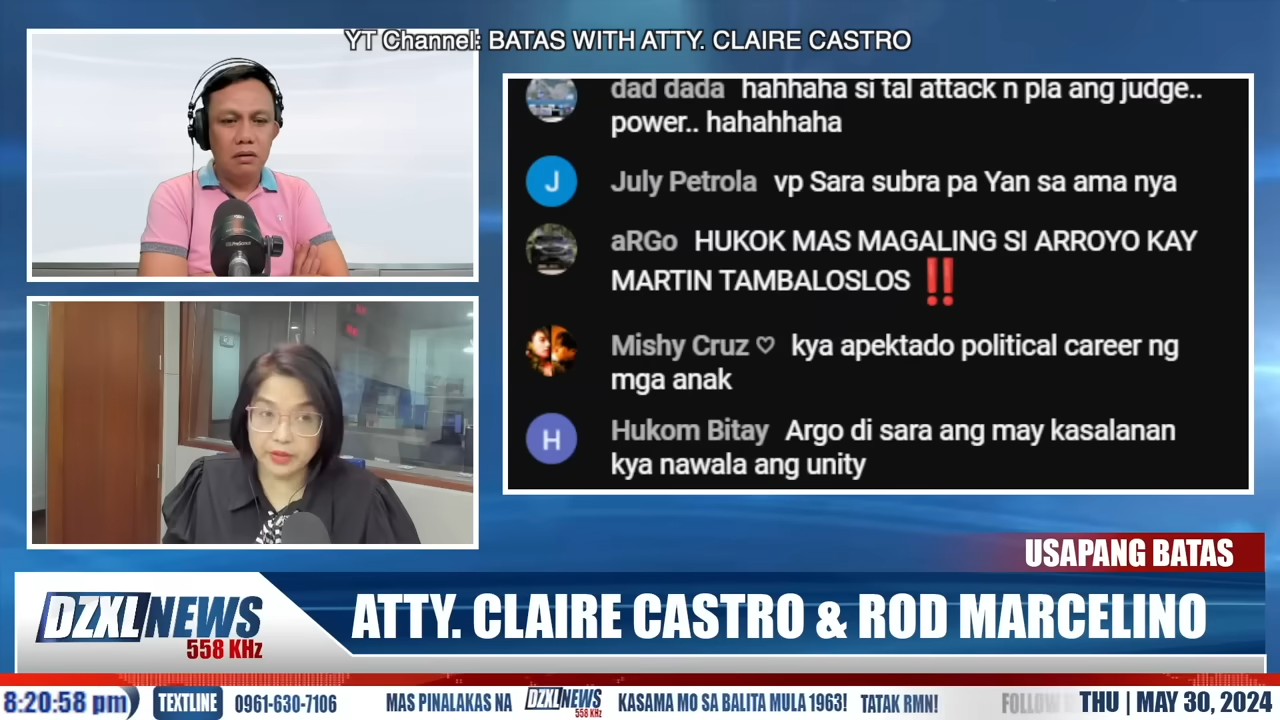 YT Channel: BATAS WITH ATTY. CLAIRE CASTRO
dad dada hahhaha si tal attack n pla ang judge..
power.. hahahhaha
J
July Petrola vp Sara subra pa Yan sa ama nya
aRGo HUKOK MAS MAGALING SI ARROYO KAY
MARTIN TAMBALOSLOS ‼️
Mishy Cruz ♡ kya apektado political career ng
mga anak
H
Hukom Bitay Argo di sara ang may kasalanan
kya nawala ang unity
USAPANG BATAS
DZXL NEWS
558 KHz
ATTY. CLAIRE CASTRO & ROD MARCELINO
8:20:58 pm TEXTLINE 0961-630-7106 MAS PINALAKAS NA DZXL NEWS 558 KHz KASAMA MO SA BALITA MULA 1963! TATAK RMN! FOLLOW THU | MAY 30, 2024